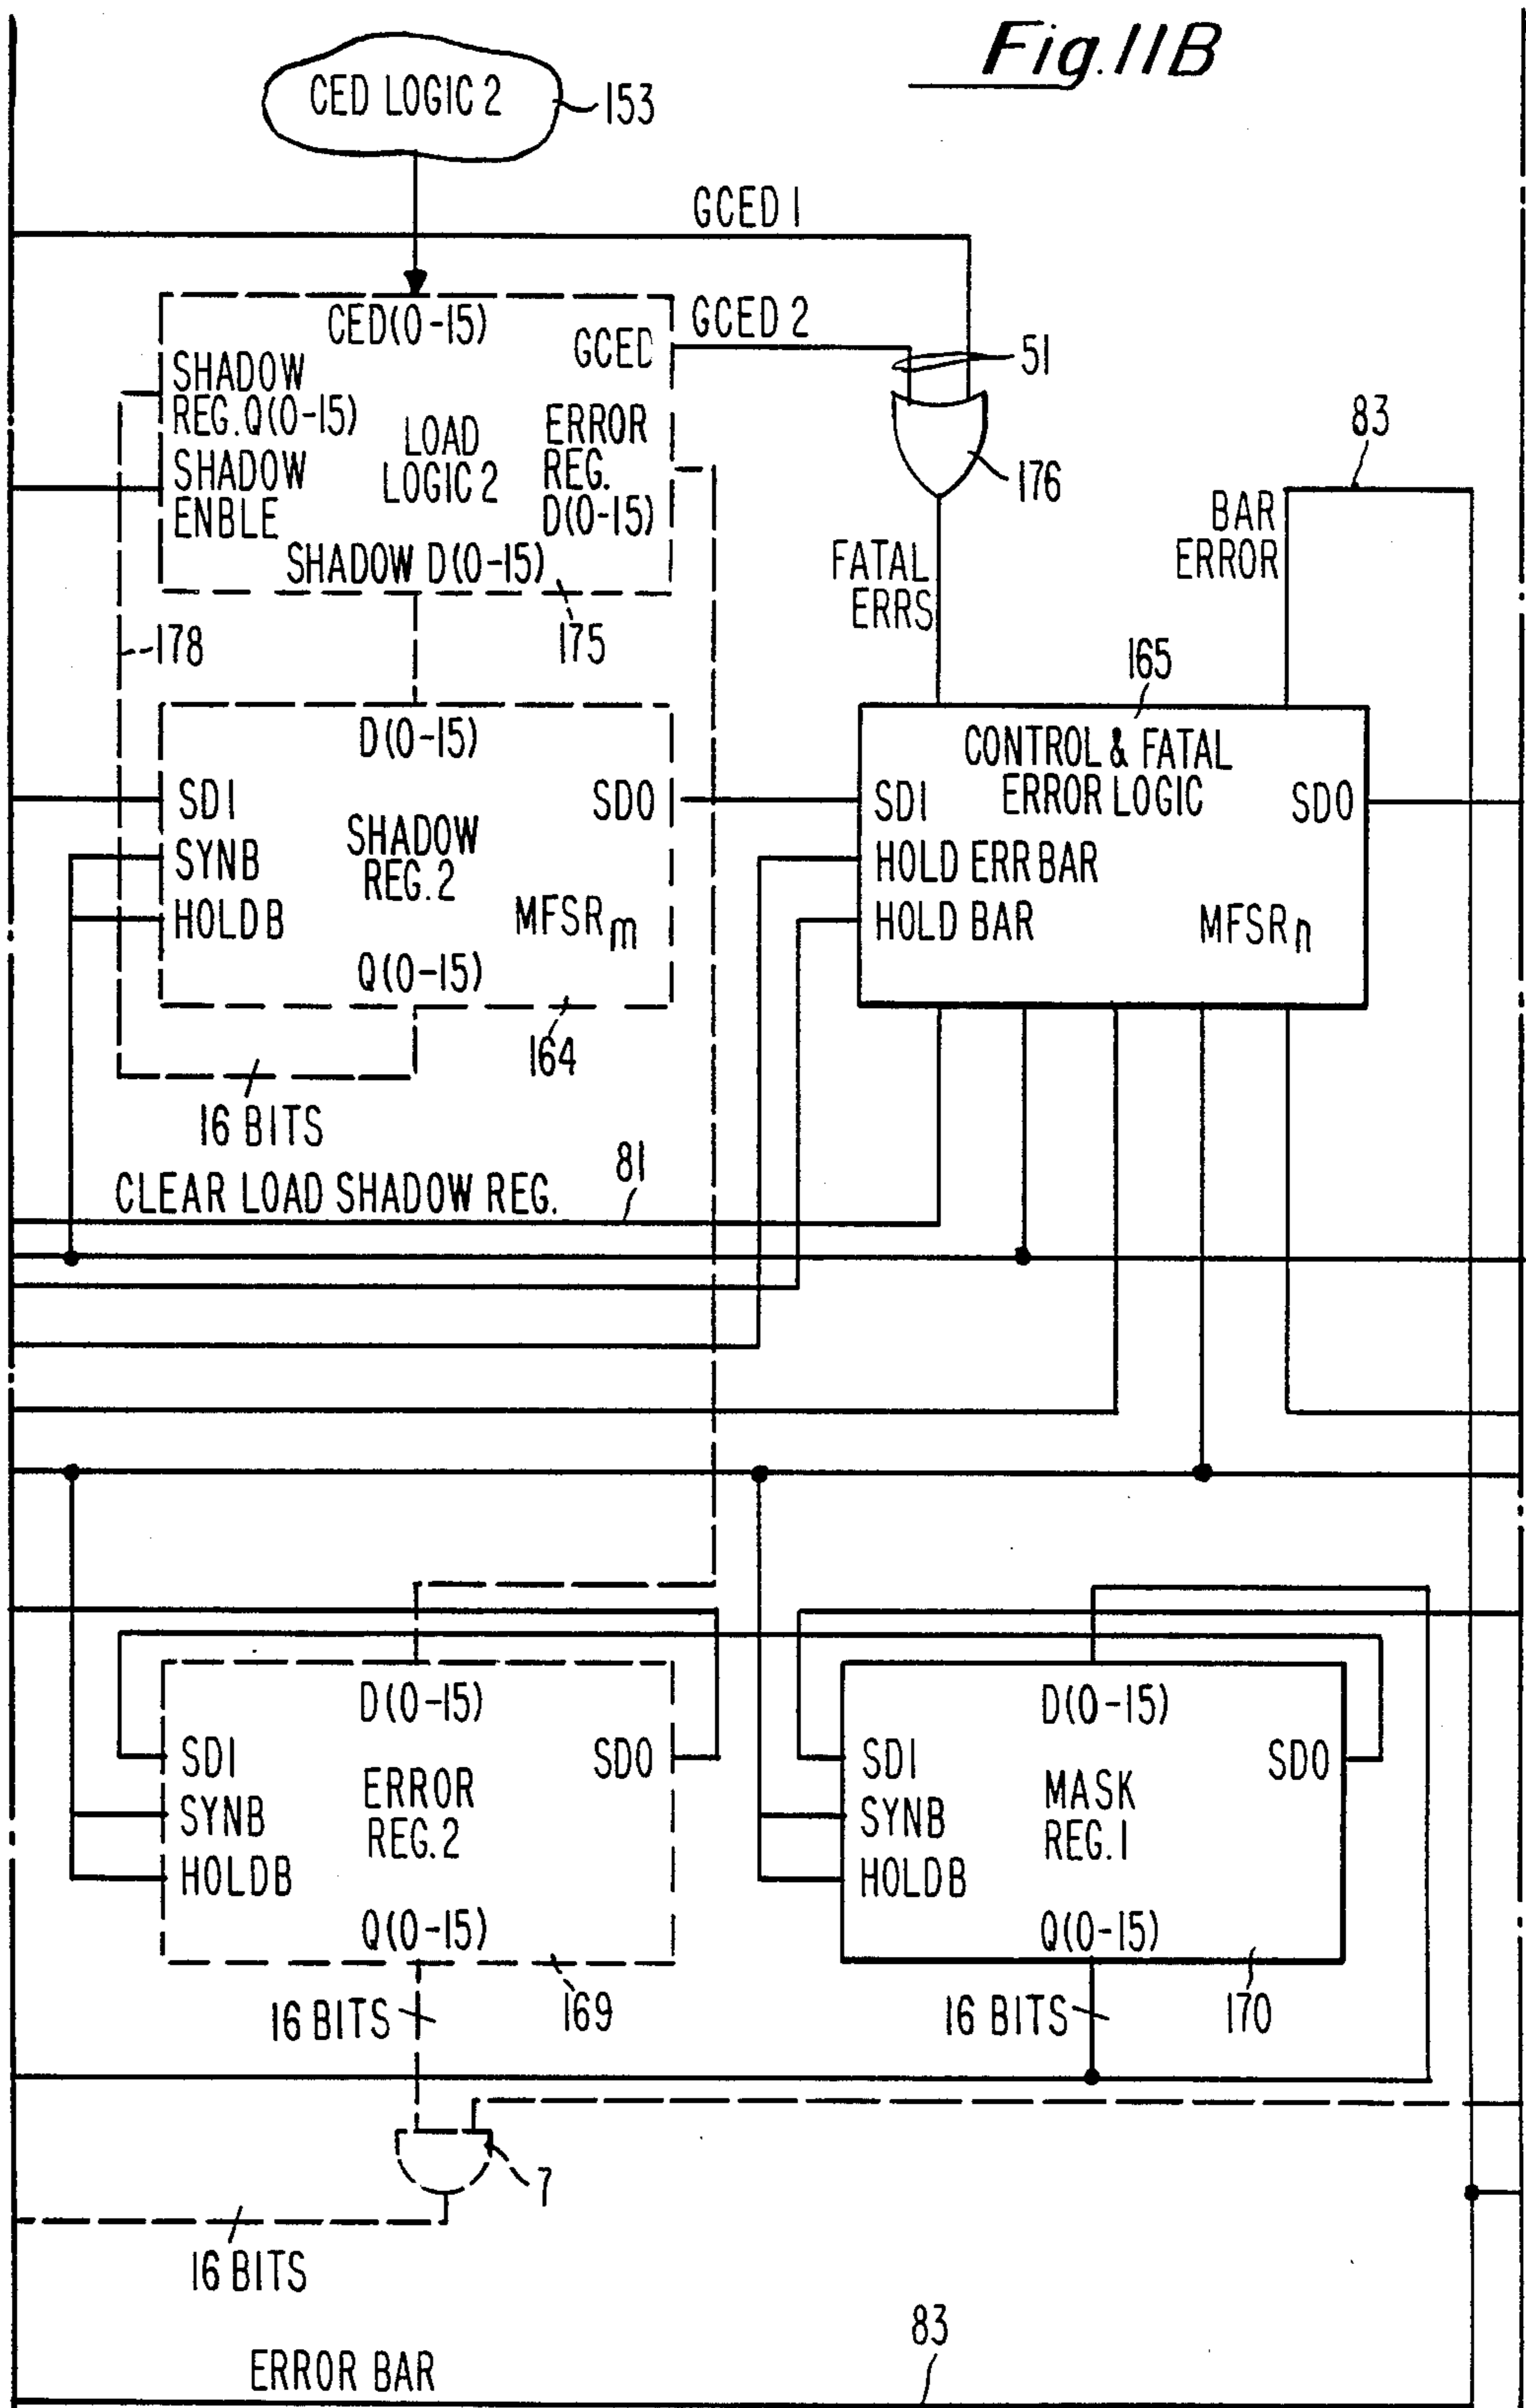 Fig. 11B
CED LOGIC 2
153
GCED 1
CED(0-15)
GCED
GCED 2
51
SHADOW
REG. Q(0-15)
LOAD
LOGIC 2
ERROR
REG.
D(0-15)
SHADOW
ENBLE
SHADOW D(0-15)
176
83
BAR
ERROR
FATAL
ERRS
178
175
165
D(0-15)
SDI
SDO
SHADOW
REG. 2
SYNB
HOLDB
MFSRm
Q(0-15)
164
CONTROL & FATAL
ERROR LOGIC
SDI
SDO
HOLD ERR BAR
HOLD BAR
MFSRn
16 BITS
CLEAR LOAD SHADOW REG.
81
D(0-15)
SDI
SDO
ERROR
REG. 2
SYNB
HOLDB
Q(0-15)
16 BITS
169
D(0-15)
SDI
SDO
MASK
REG. 1
SYNB
HOLDB
Q(0-15)
16 BITS
170
7
16 BITS
83
ERROR BAR